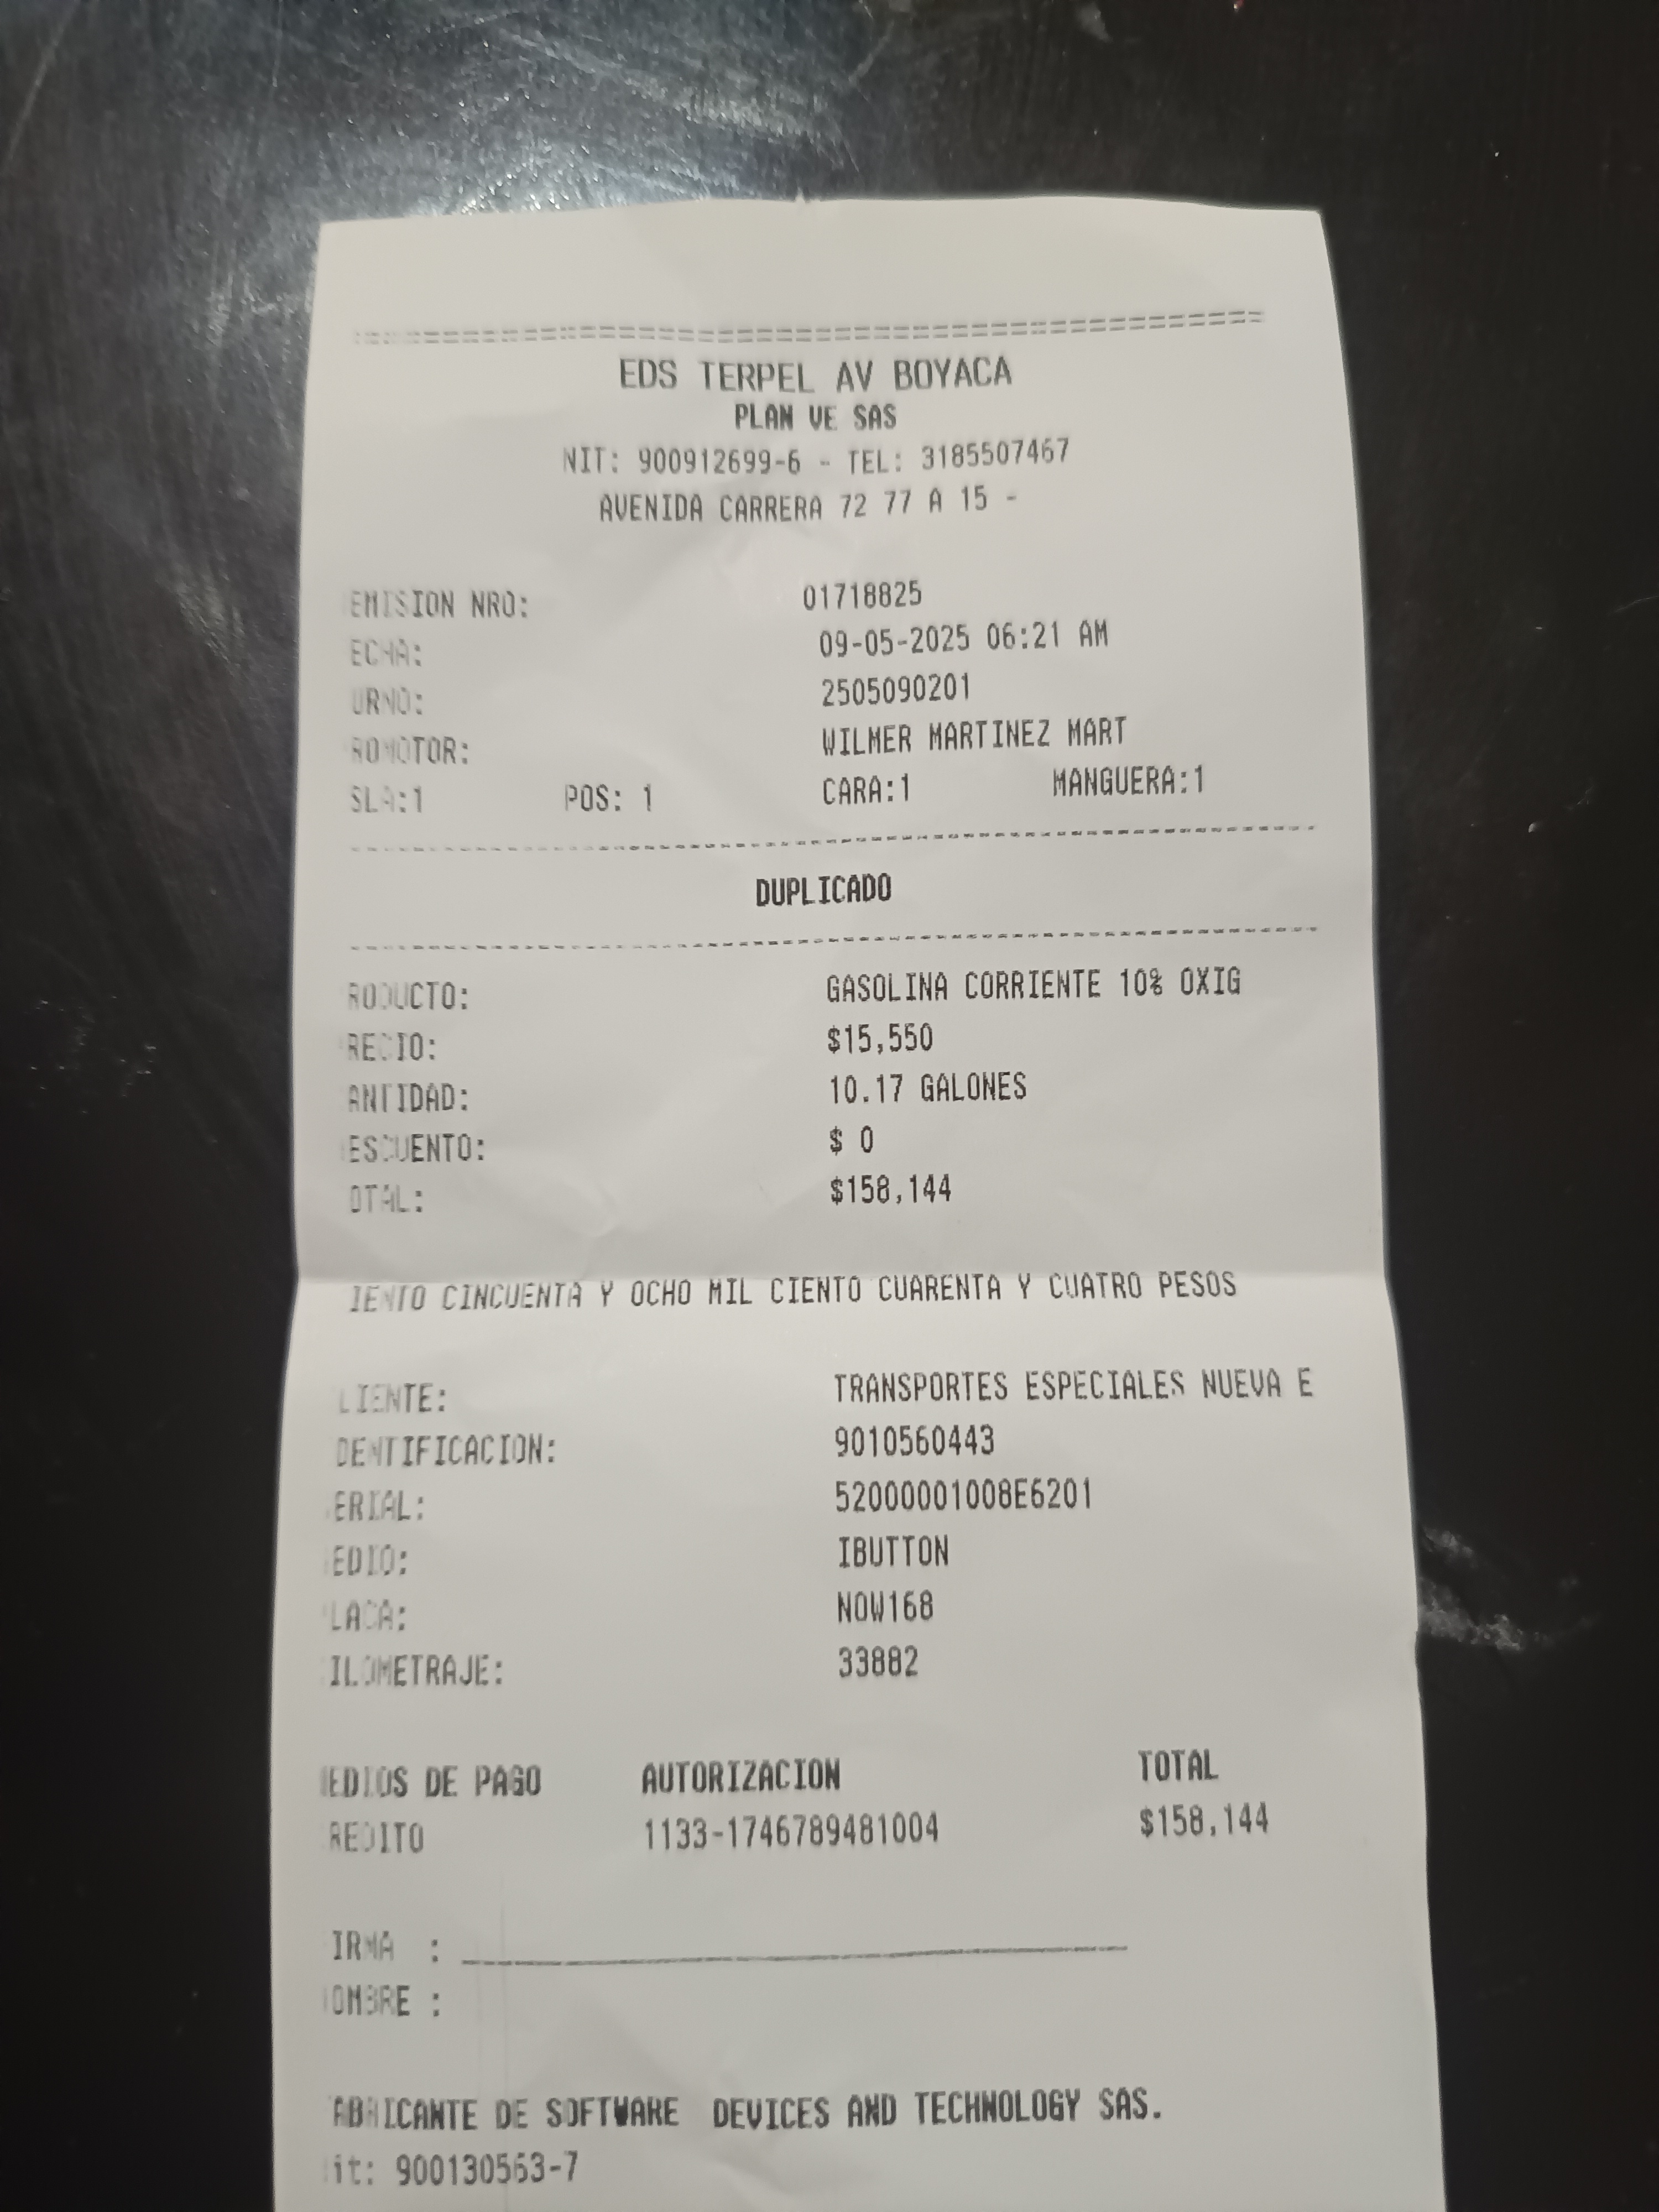 EDS TERPEL AV BOYACA
PLAN VE SAS
NIT: 900912699-6 - TEL: 3185507467
AVENIDA CARRERA 72 77 A 15 -
EMISION NRO: 01718825
ECHA: 09-05-2025 06:21 AM
URNO: 2505090201
ROMOTOR: WILMER MARTINEZ MART
SLA:1 POS: 1 CARA:1 MANGUERA:1
DUPLICADO
RODUCTO: GASOLINA CORRIENTE 10% OXIG
RECIO: $15,550
ANTIDAD: 10.17 GALONES
ESCUENTO: $ 0
OTAL: $158,144
IENTO CINCUENTA Y OCHO MIL CIENTO CUARENTA Y CUATRO PESOS
LIENTE: TRANSPORTES ESPECIALES NUEVA E
DENTIFICACION: 9010560443
ERIAL: 52000001008E6201
EDIO: IBUTTON
LACA: NOW168
ILOMETRAJE: 33882
EDIOS DE PAGO AUTORIZACION TOTAL
REDITO 1133-1746789481004 $158,144
IRMA :
OMBRE :
ABRICANTE DE SOFTWARE DEVICES AND TECHNOLOGY SAS.
it: 900130563-7